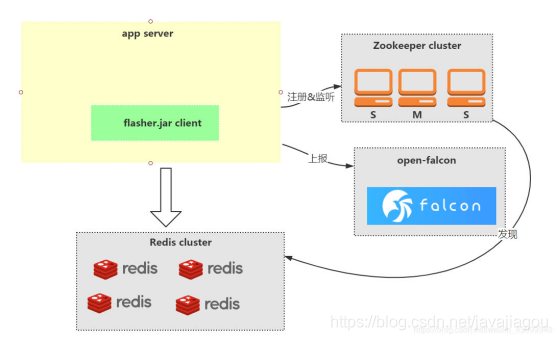 app server
flasher.jar client
Zookeeper cluster
S M S
注册&监听
open-falcon
falcon
上报
发现
Redis cluster
redis redis
redis redis
https://blog.csdn.net/javajiagou